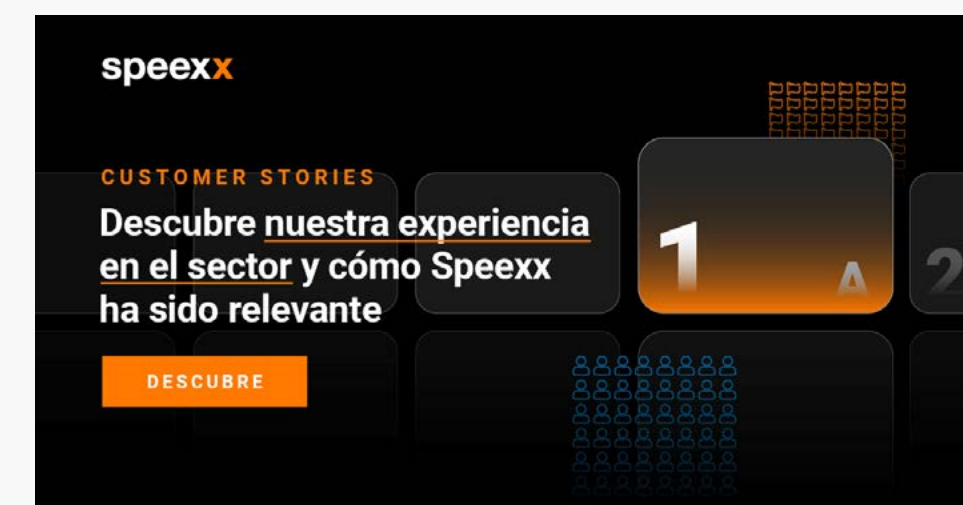 speexx
CUSTOMER STORIES
Descubre nuestra experiencia
en el sector y cómo Speexx
ha sido relevante
DESCUBRE
1
A
2